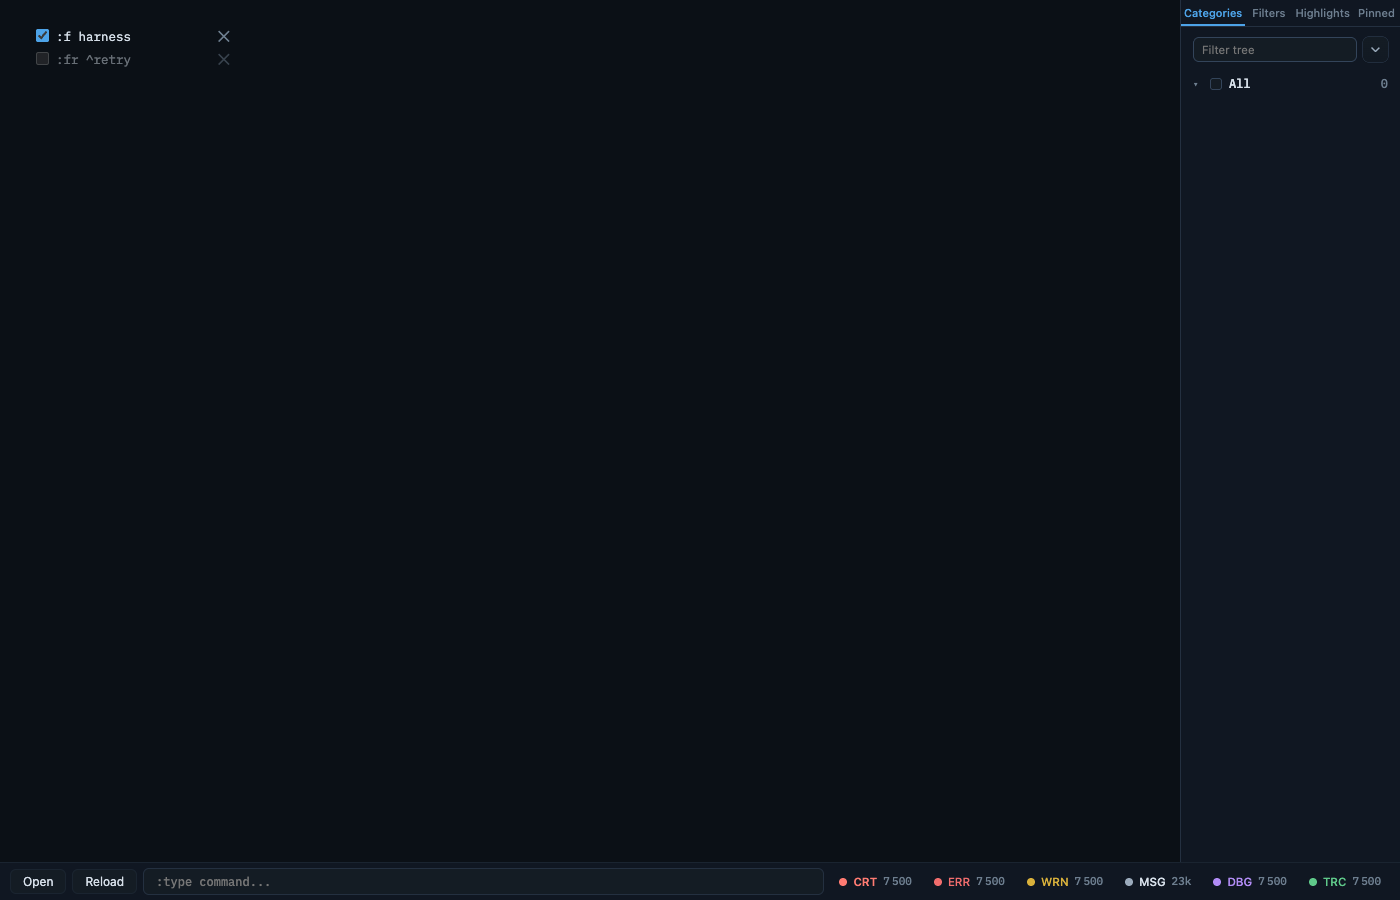 :f harness
:fr ^retry
Categories Filters Highlights Pinned
Filter tree
All 0
Open Reload :type command... CRT 7 500 ERR 7 500 WRN 7 500 MSG 23k DBG 7 500 TRC 7 500